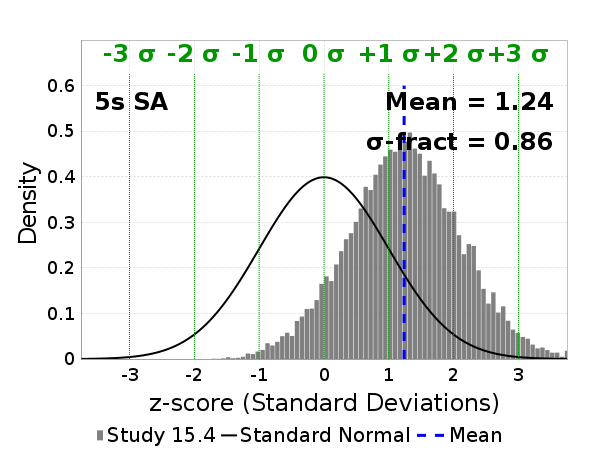 -3 σ -2 σ -1 σ 0 σ +1 σ +2 σ +3 σ
5s SA
Mean = 1.24
σ-fract = 0.86
0.6
0.5
0.4
0.3
0.2
0.1
0
Density
-3 -2 -1 0 1 2 3
z-score (Standard Deviations)
Study 15.4 Standard Normal Mean